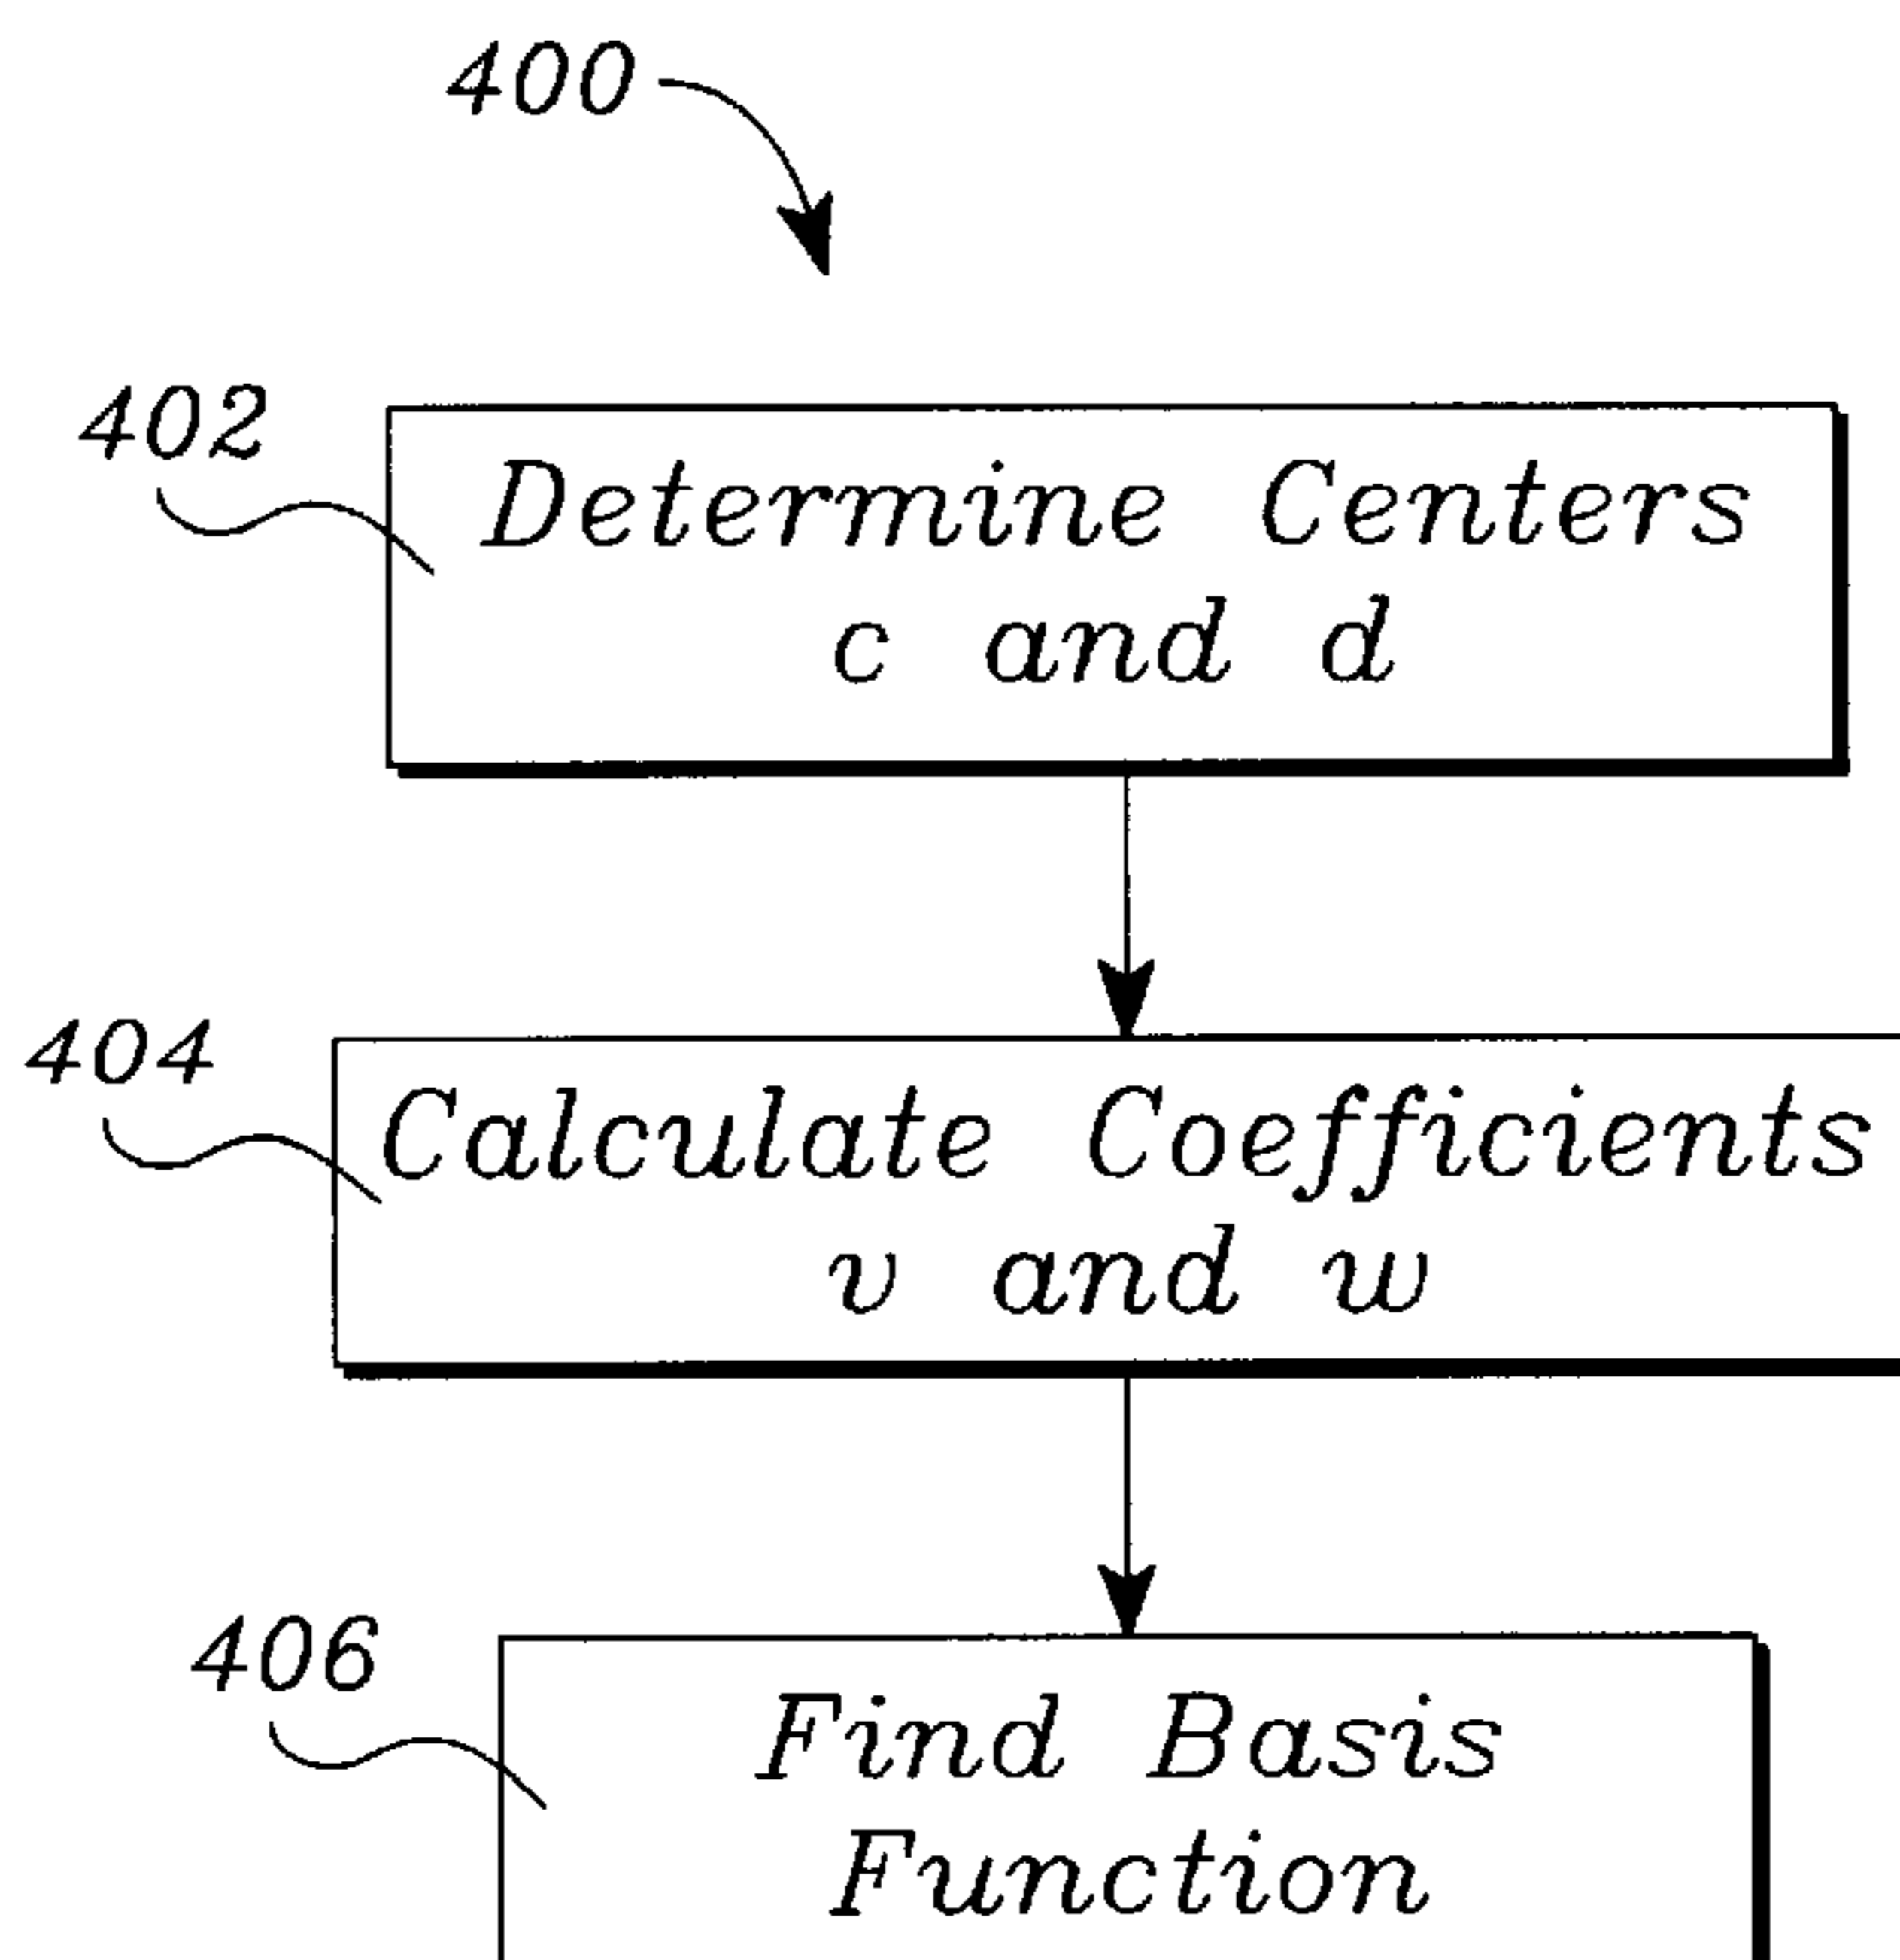 400
402
Determine Centers
c and d
404
Calculate Coefficients
v and w
406
Find Basis
Function